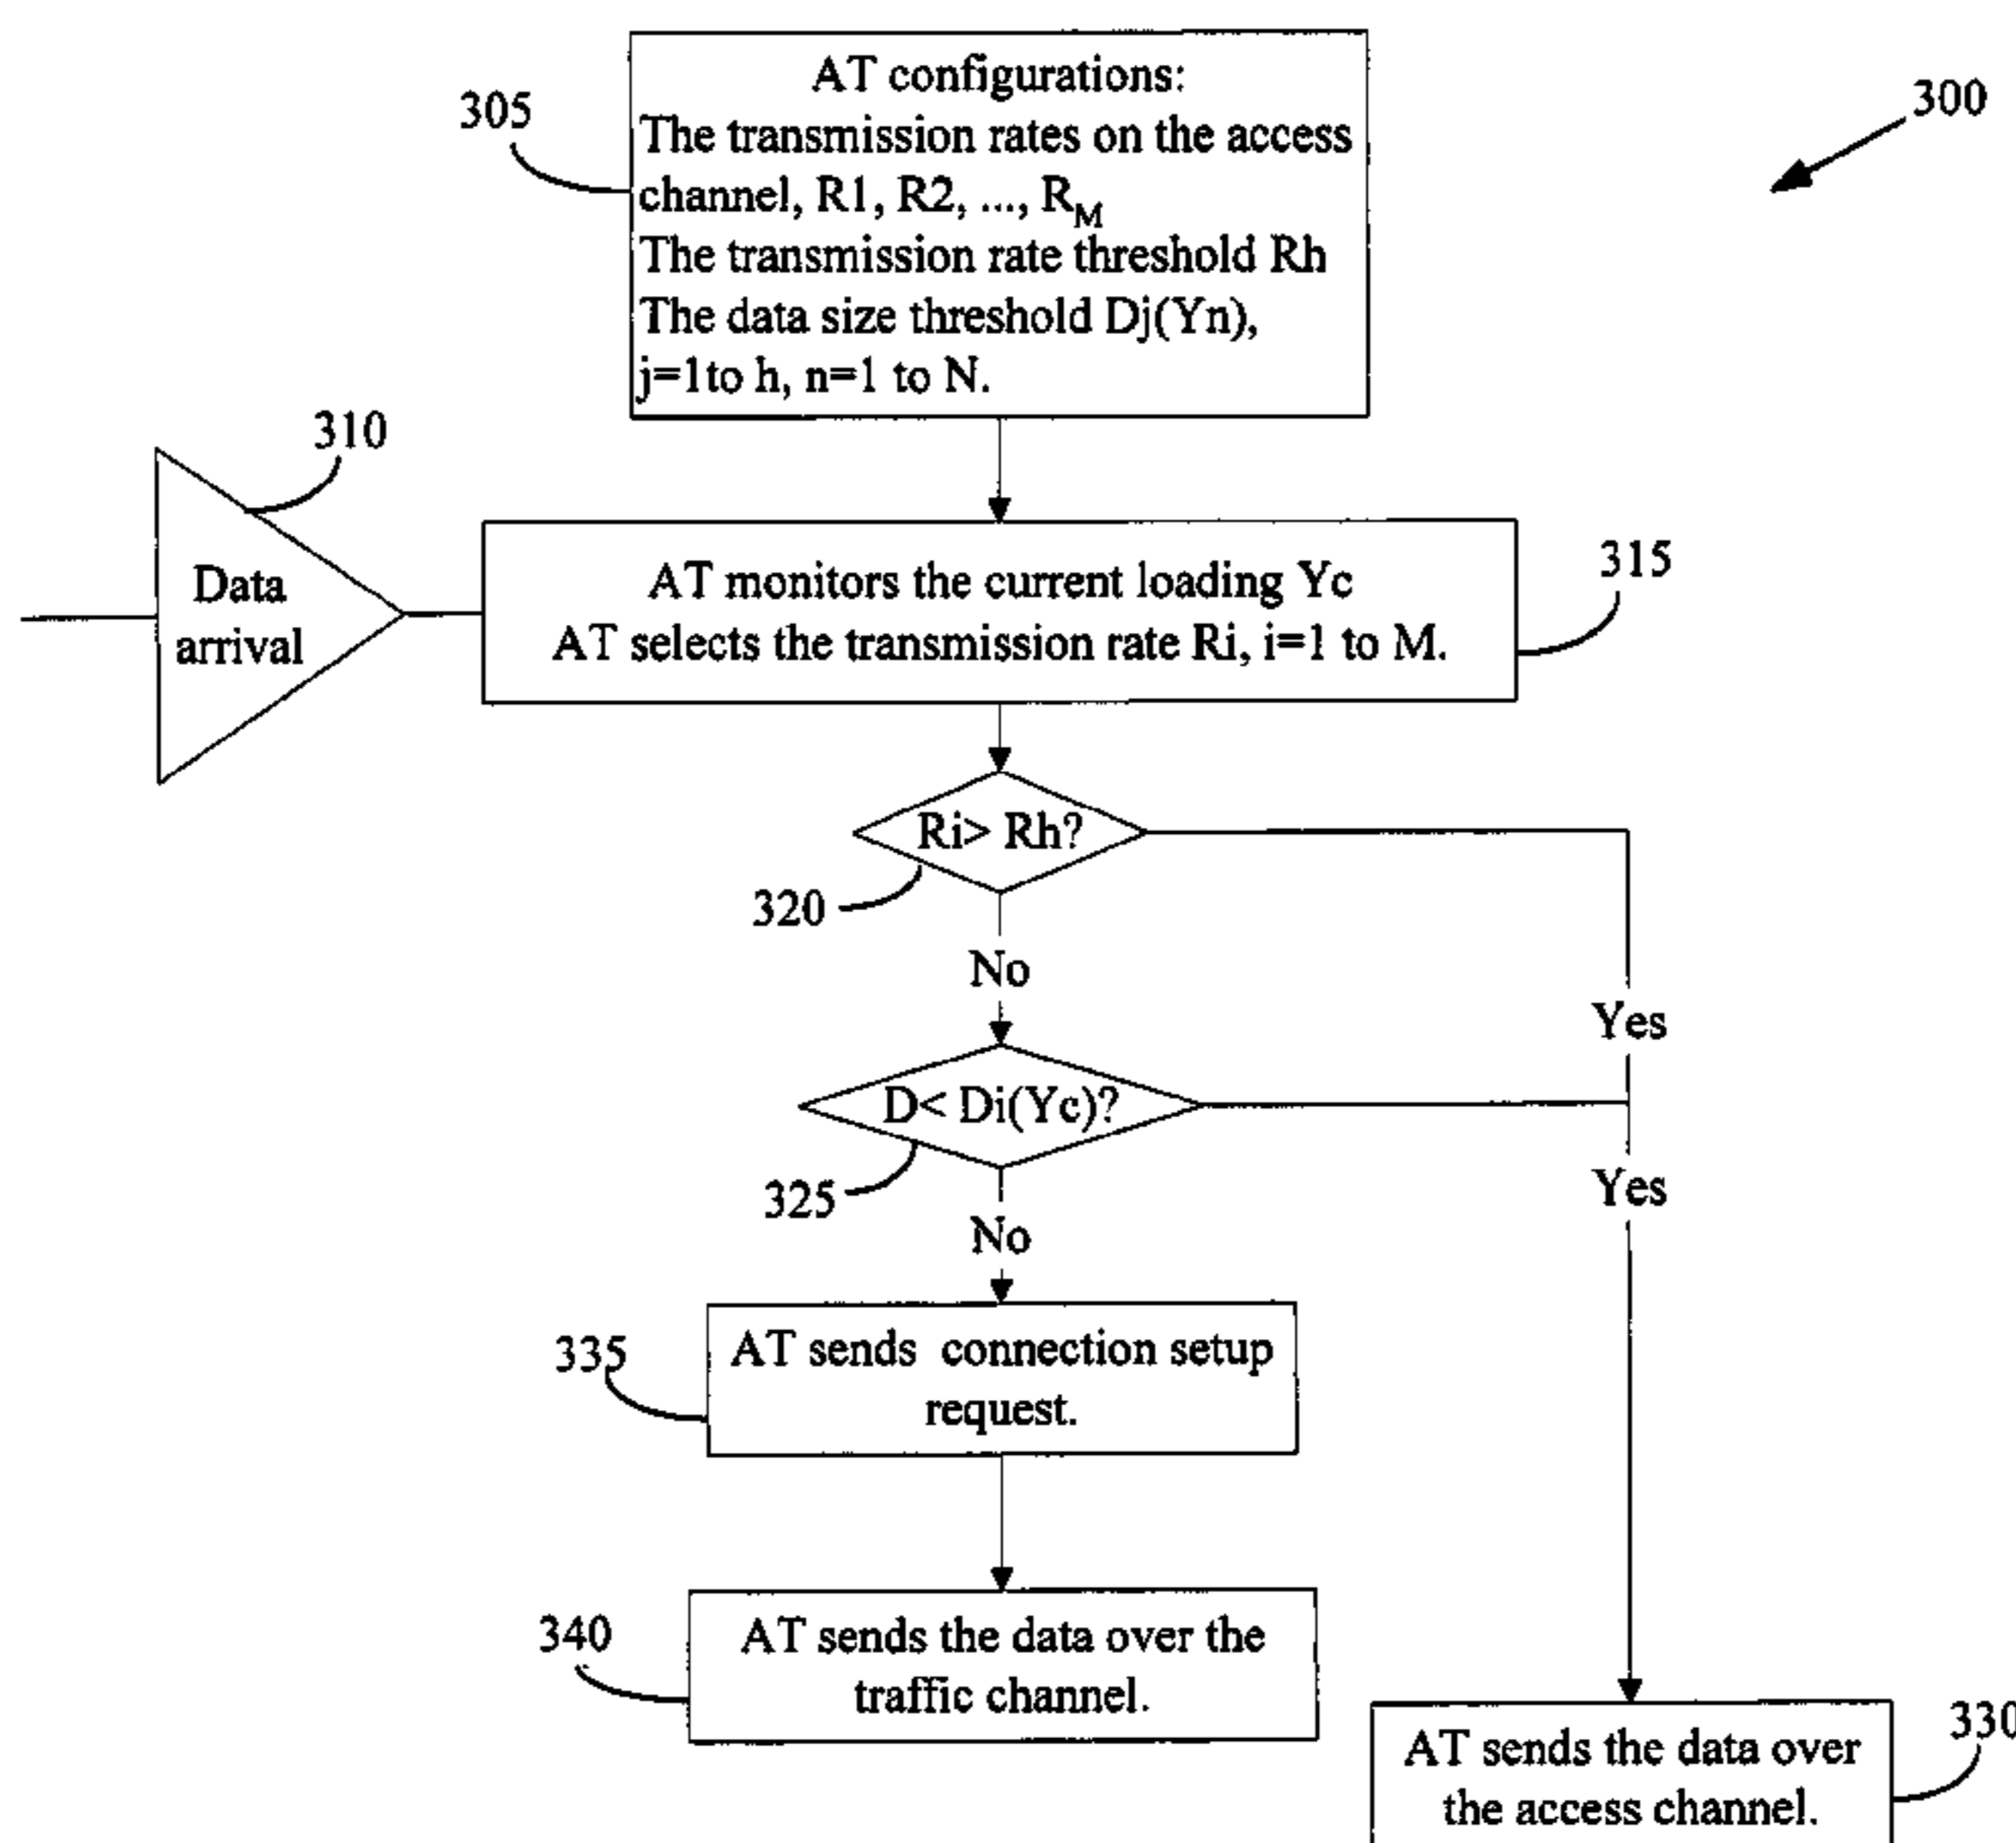 AT configurations:
The transmission rates on the access
channel, R1, R2, ..., RM
The transmission rate threshold Rh
The data size threshold Dj(Yn),
j=1to h, n=1 to N.
305
300
310
Data
arrival
AT monitors the current loading Yc
AT selects the transmission rate Ri, i=1 to M.
315
Ri> Rh?
320
No
Yes
D< Di(Yc)?
325
Yes
No
AT sends connection setup
request.
335
AT sends the data over the
traffic channel.
340
AT sends the data over
the access channel.
330